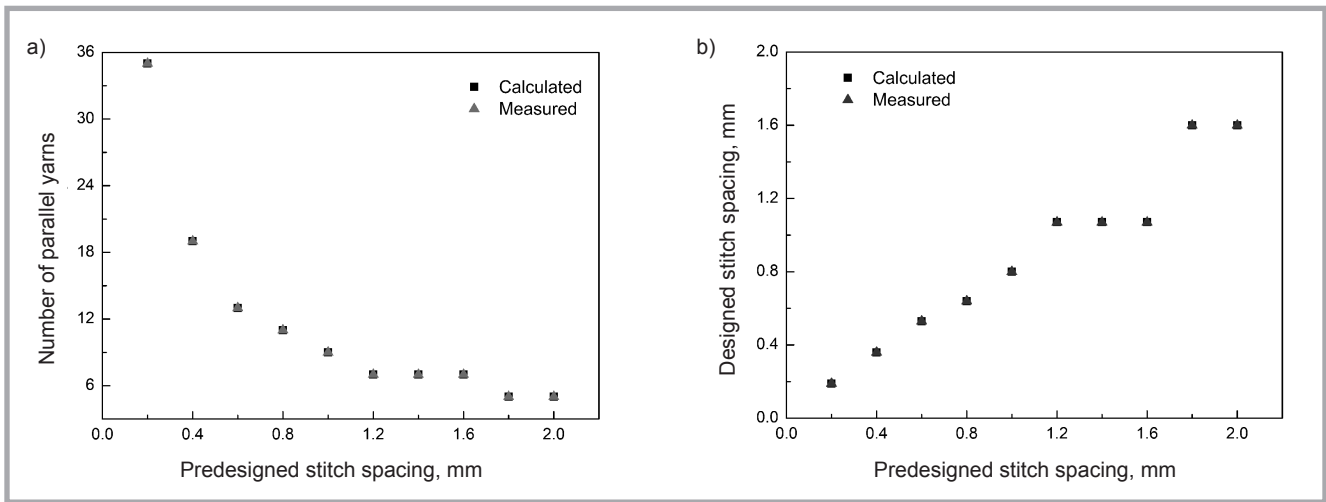 a)
36
30
24
18
12
6
Number of parallel yarns
Calculated
Measured
0.0 0.4 0.8 1.2 1.6 2.0
Predesigned stitch spacing, mm
b)
2.0
1.6
1.2
0.8
0.4
0.0
Designed stitch spacing, mm
Calculated
Measured
0.0 0.4 0.8 1.2 1.6 2.0
Predesigned stitch spacing, mm